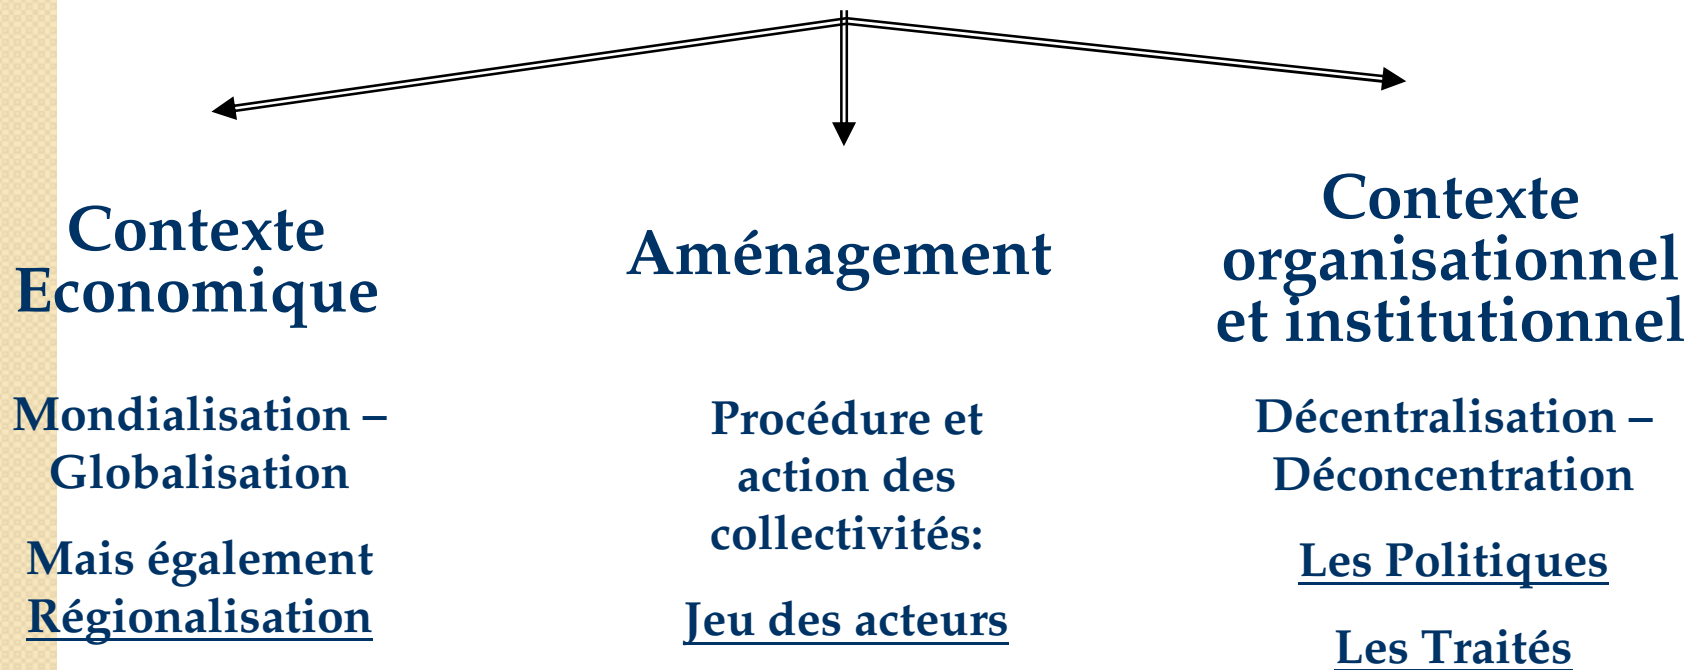 Contexte
Economique
Mondialisation –
Globalisation
Mais également
Régionalisation
Aménagement
Procédure et
action des
collectivités:
Jeu des acteurs
Contexte
organisationnel
et institutionnel
Décentralisation –
Déconcentration
Les Politiques
Les Traités